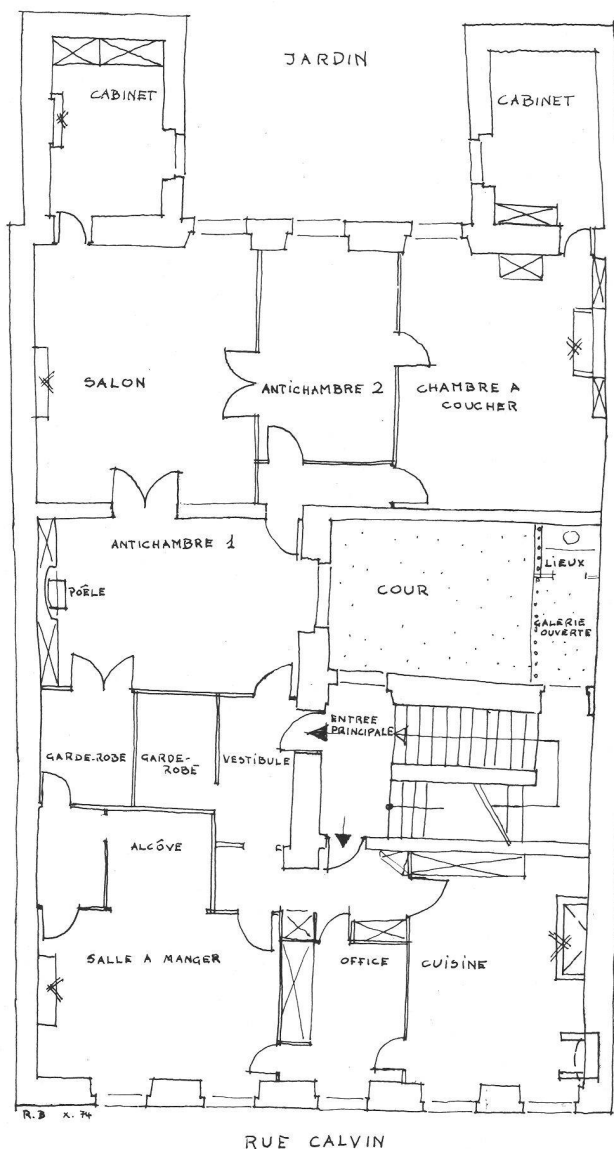 JARDIN
CABINET
CABINET
SALON
ANTICHAMBRE 2
CHAMBRE A
COUCHER
ANTICHAMBRE 1
LIEUX
POÊLE
COUR
GALERIE
OUVERTE
ENTREE
PRINCIPALE
GARDE-ROBE
GARDE-
ROBE
VESTIBULE
ALCÔVE
SALLE A MANGER
OFFICE
CUISINE
R.B X.74
RUE CALVIN